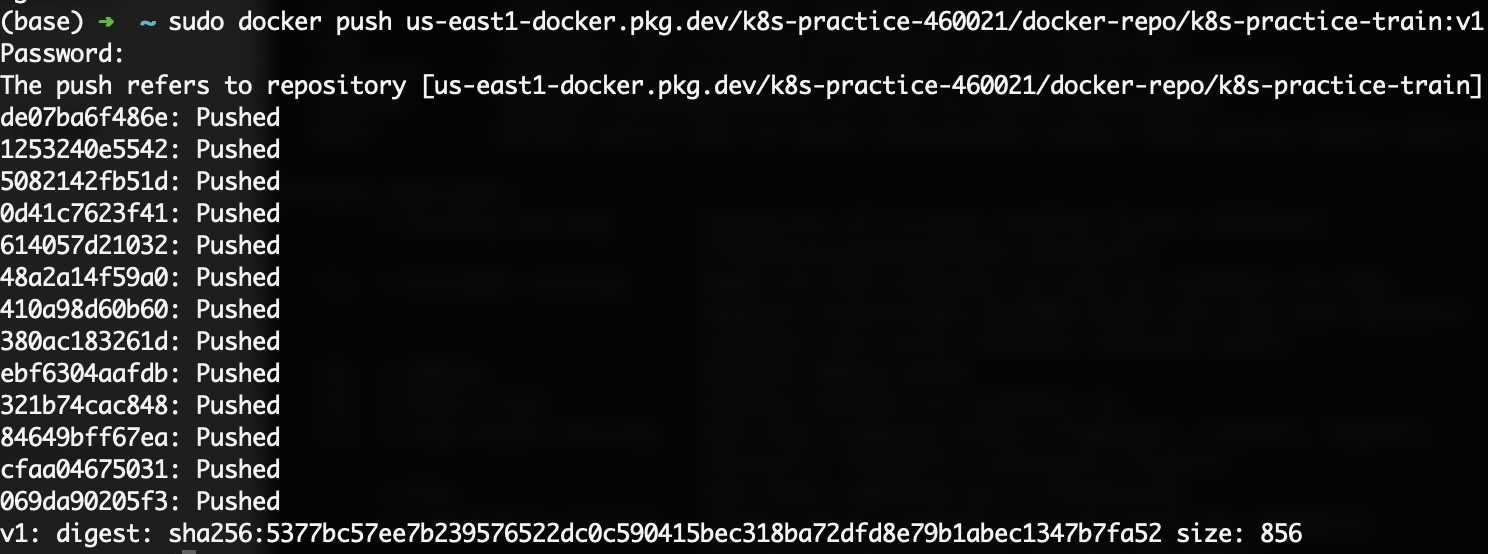 (base) ➜ ~ sudo docker push us-east1-docker.pkg.dev/k8s-practice-460021/docker-repo/k8s-practice-train:v1
Password:
The push refers to repository [us-east1-docker.pkg.dev/k8s-practice-460021/docker-repo/k8s-practice-train]
de07ba6f486e: Pushed
1253240e5542: Pushed
5082142fb51d: Pushed
0d41c7623f41: Pushed
614057d21032: Pushed
48a2a14f59a0: Pushed
410a98d60b60: Pushed
380ac183261d: Pushed
ebf6304aafdb: Pushed
321b74cac848: Pushed
84649bff67ea: Pushed
cfaa04675031: Pushed
069da90205f3: Pushed
v1: digest: sha256:5377bc57ee7b239576522dc0c590415bec318ba72dfd8e79b1abec1347b7fa52 size: 856